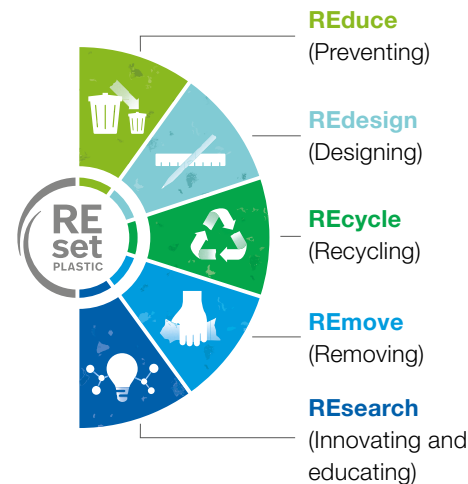 REduce
(Preventing)
REdesign
(Designing)
REcycle
(Recycling)
REmove
(Removing)
REsearch
(Innovating and
educating)
RE
set
PLASTIC